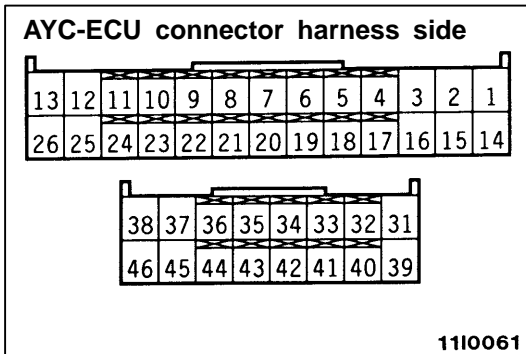 AYC-ECU connector harness side
13 12 11 10 9 8 7 6 5 4 3 2 1
26 25 24 23 22 21 20 19 18 17 16 15 14
38 37 36 35 34 33 32 31
46 45 44 43 42 41 40 39
11I0061